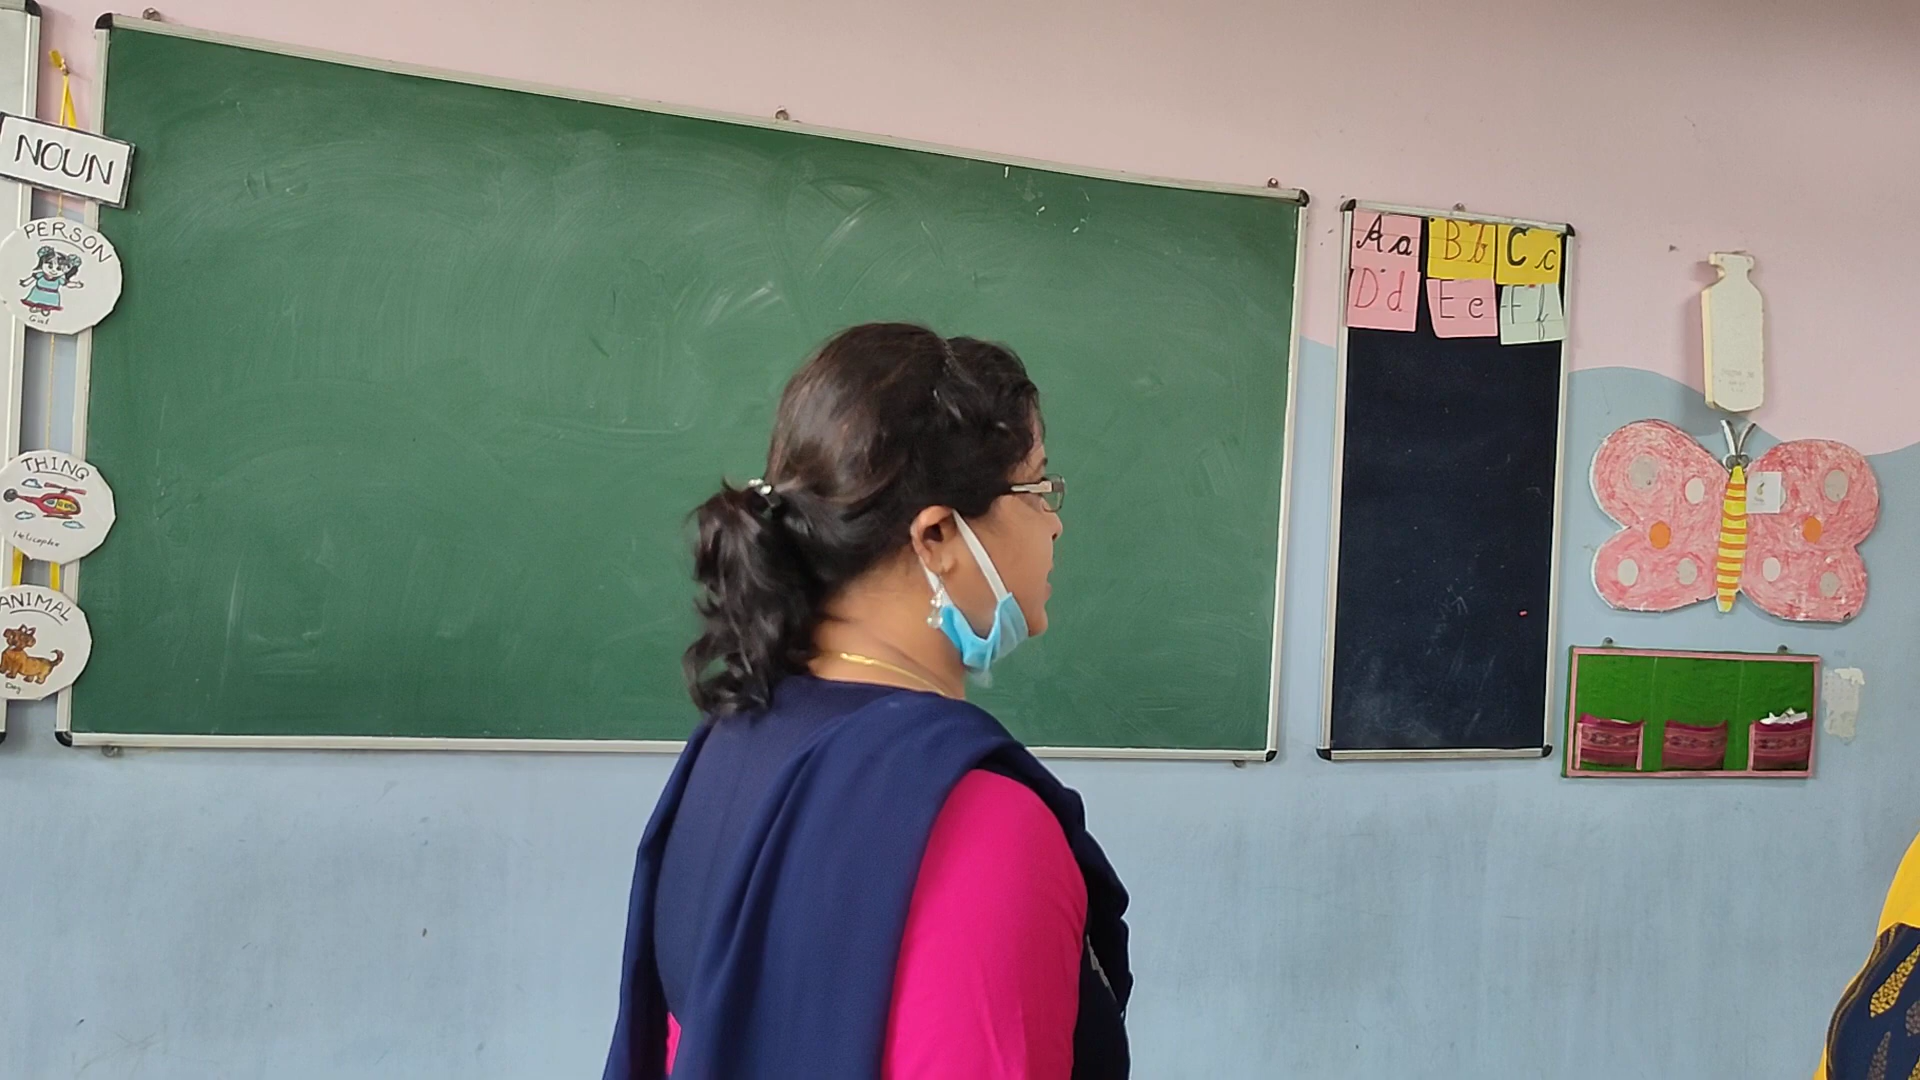 NOUN
PERSON
Girl
THING
Helicopter
ANIMAL
Dog
Aa Bb Cc
Dd Ee Ff